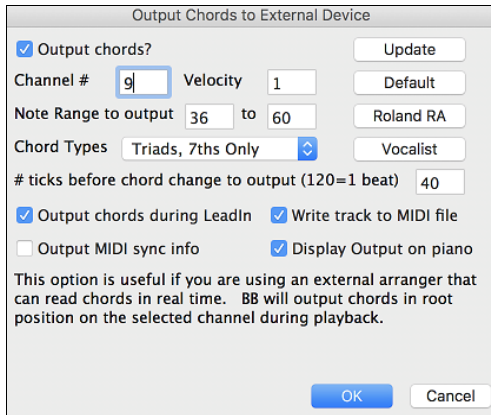 Output Chords to External Device
Output chords? Update
Channel # 9 Velocity 1 Default
Note Range to output 36 to 60 Roland RA
Chord Types Triads, 7ths Only Vocalist
# ticks before chord change to output (120=1 beat) 40
Output chords during LeadIn Write track to MIDI file
Output MIDI sync info Display Output on piano
This option is useful if you are using an external arranger that
can read chords in real time. BB will output chords in root
position on the selected channel during playback.
OK Cancel